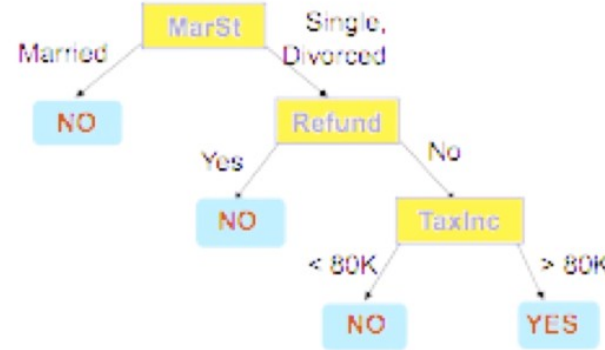 MarSt
Single,
Married
Divorced
NO
Refund
Yes
No
NO
TaxInc
< 80K
> 80K
NO
YES